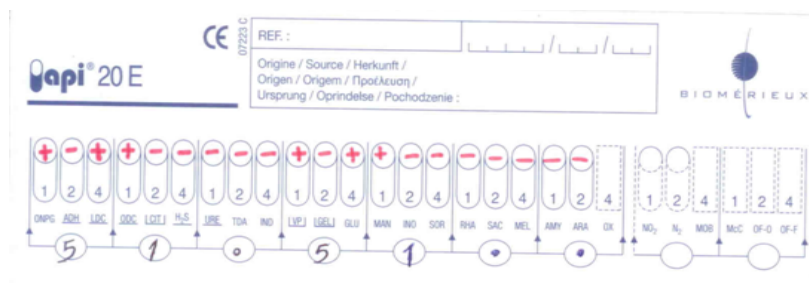 CE
07223 C
REF. :
/ /
Origine / Source / Herkunft /
Origen / Origem / Προέλευση /
Ursprung / Oprindelse / Pochodzenie :
api® 20 E
BIOMÉRIEUX
+ - + + - - - - - + - + + - - - - - - -
1 2 4 1 2 4 1 2 4 1 2 4 1 2 4 1 2 4 1 2 4 1 2 4 1 2 4
ONPG ADH LDC ODC |CIT| H₂S URE TDA IND |VP| |GEL| GLU MAN INO SOR RHA SAC MEL AMY ARA OX NO₂ N₂ MOB McC OF-O OF-F
5 1 0 5 1 • •